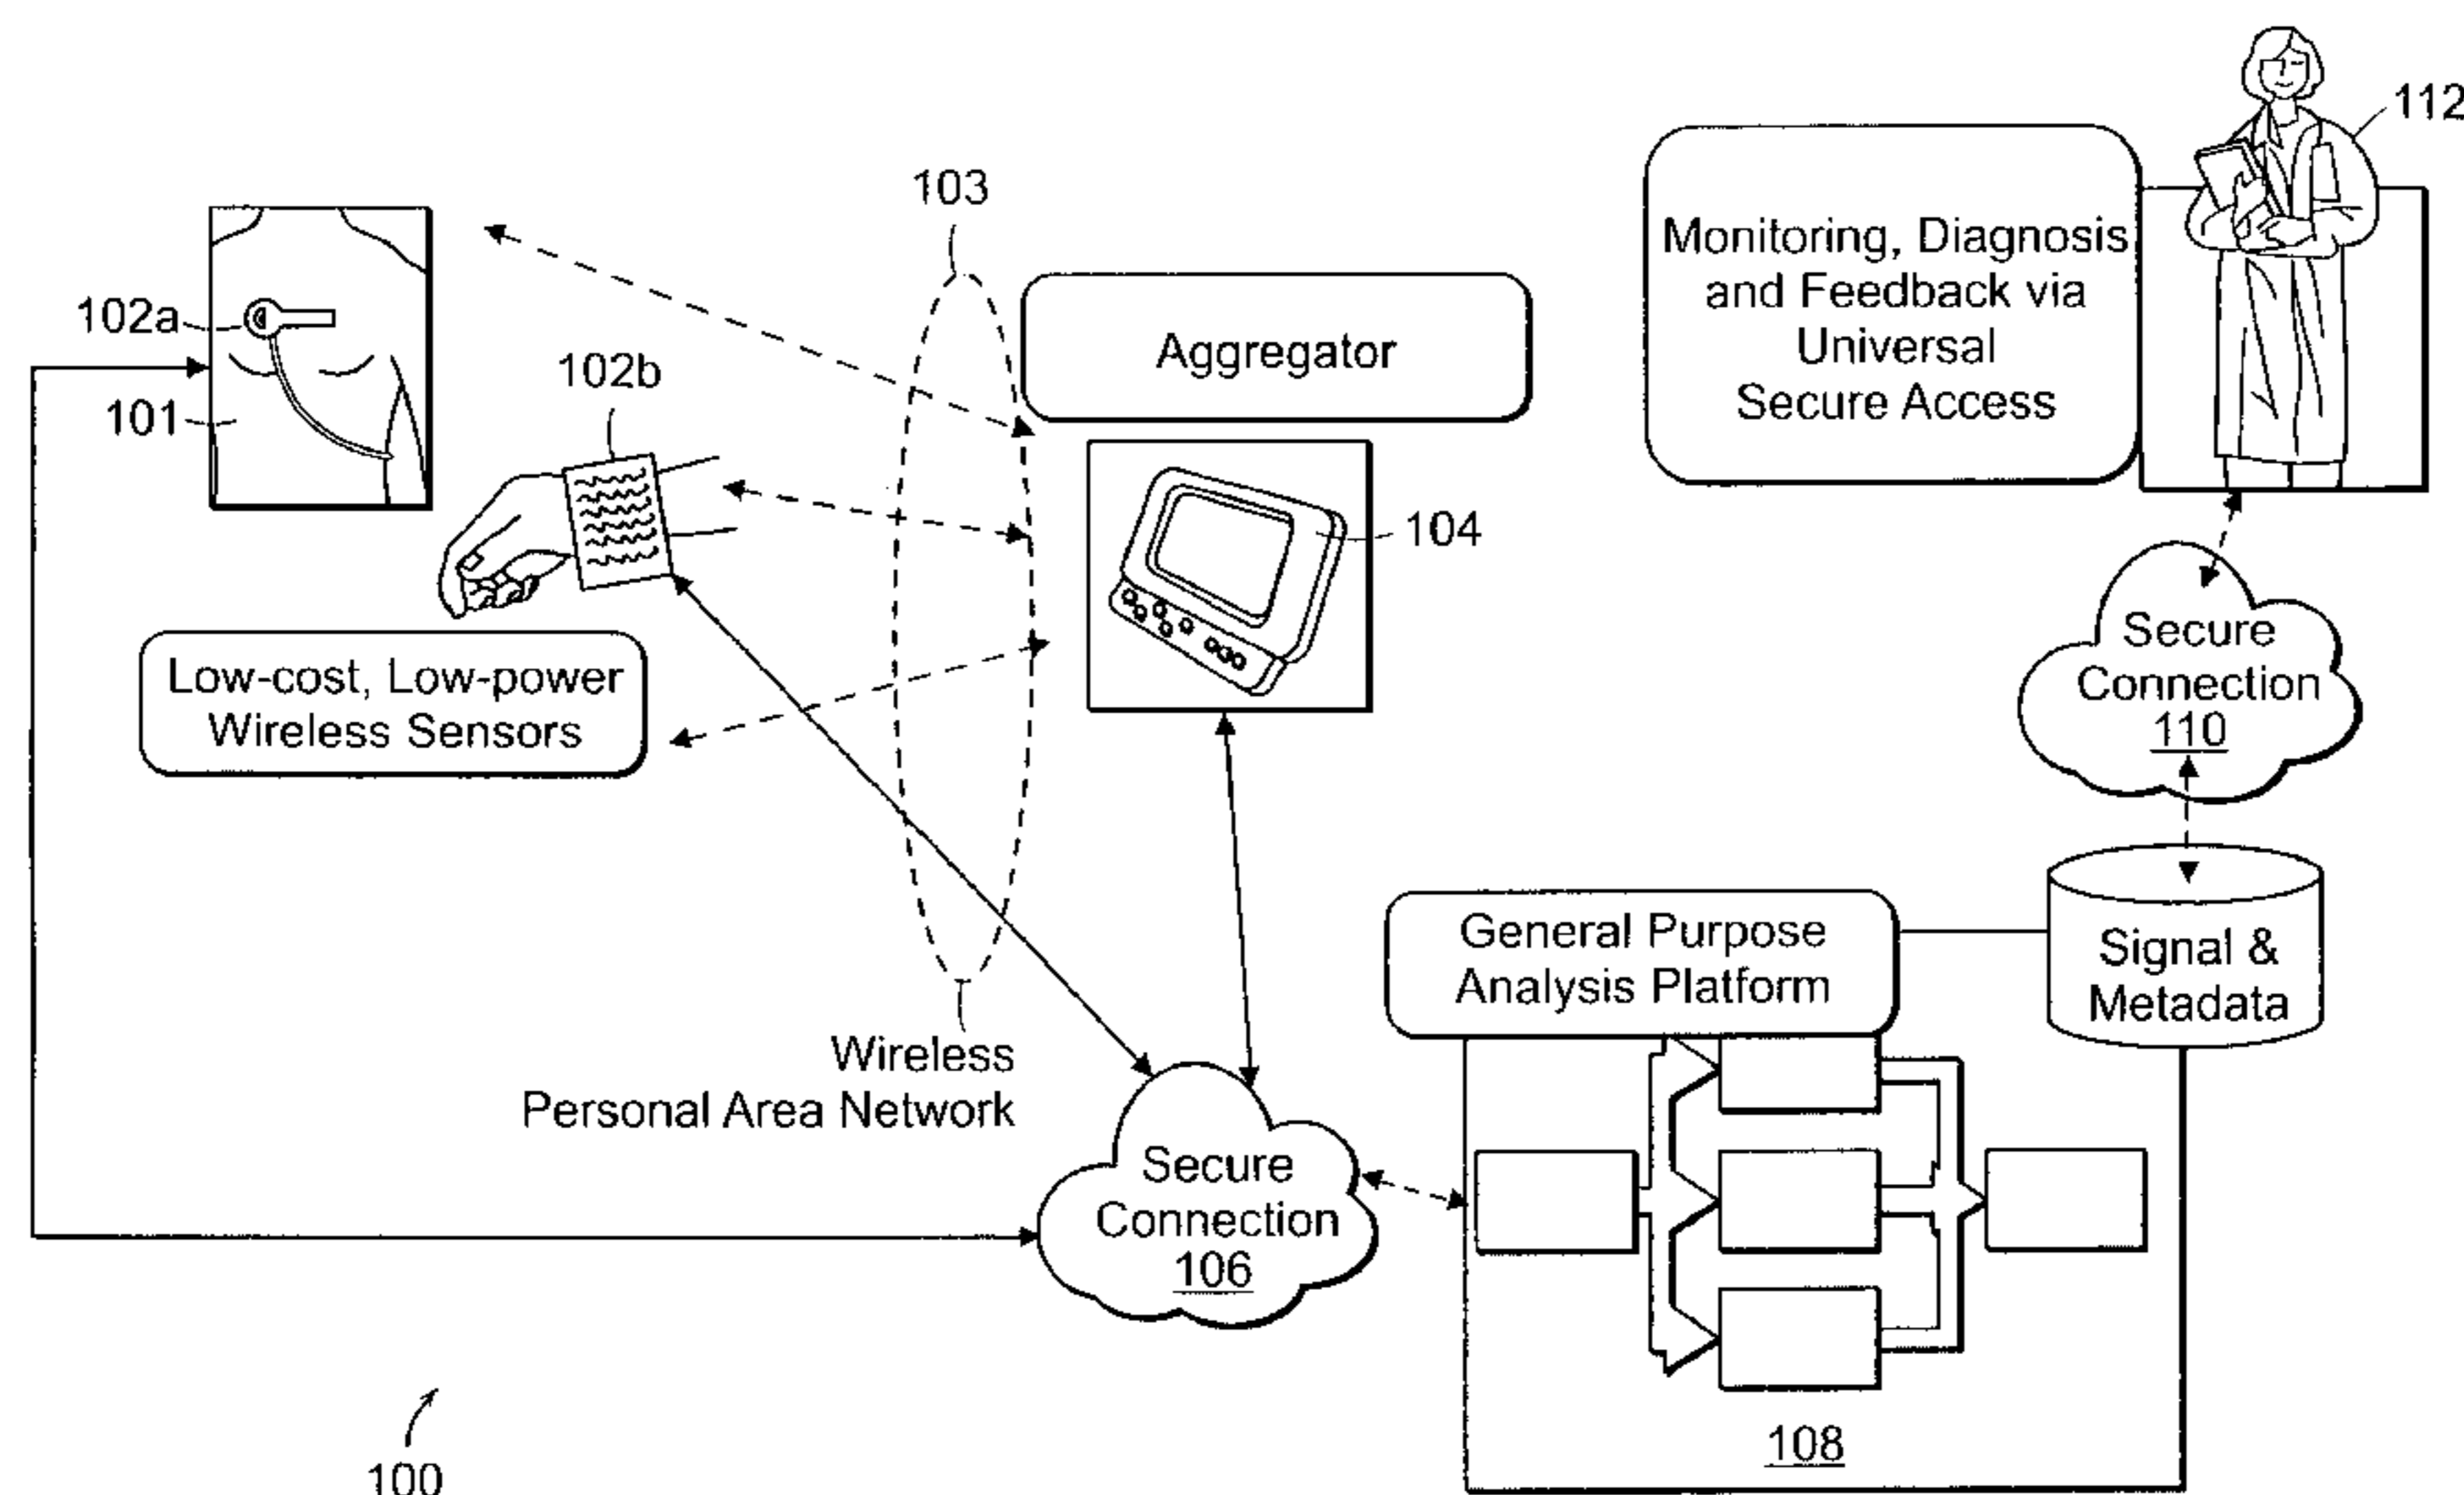 112
103
Monitoring, Diagnosis
and Feedback via
Universal
Secure Access
102a
Aggregator
102b
101
104
Low-cost, Low-power
Wireless Sensors
Secure
Connection
110
General Purpose
Analysis Platform
Signal &
Metadata
Wireless
Personal Area Network
Secure
Connection
106
108
100